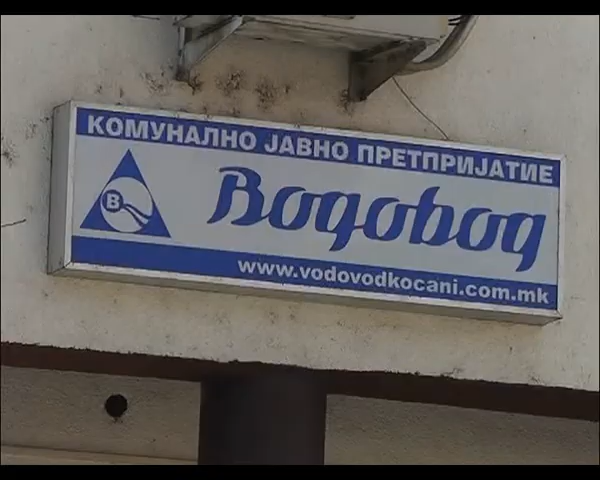 КОМУНАЛНО ЈАВНО ПРЕТПРИЈАТИЕ
В
Водовод
www.vodovodkocani.com.mk